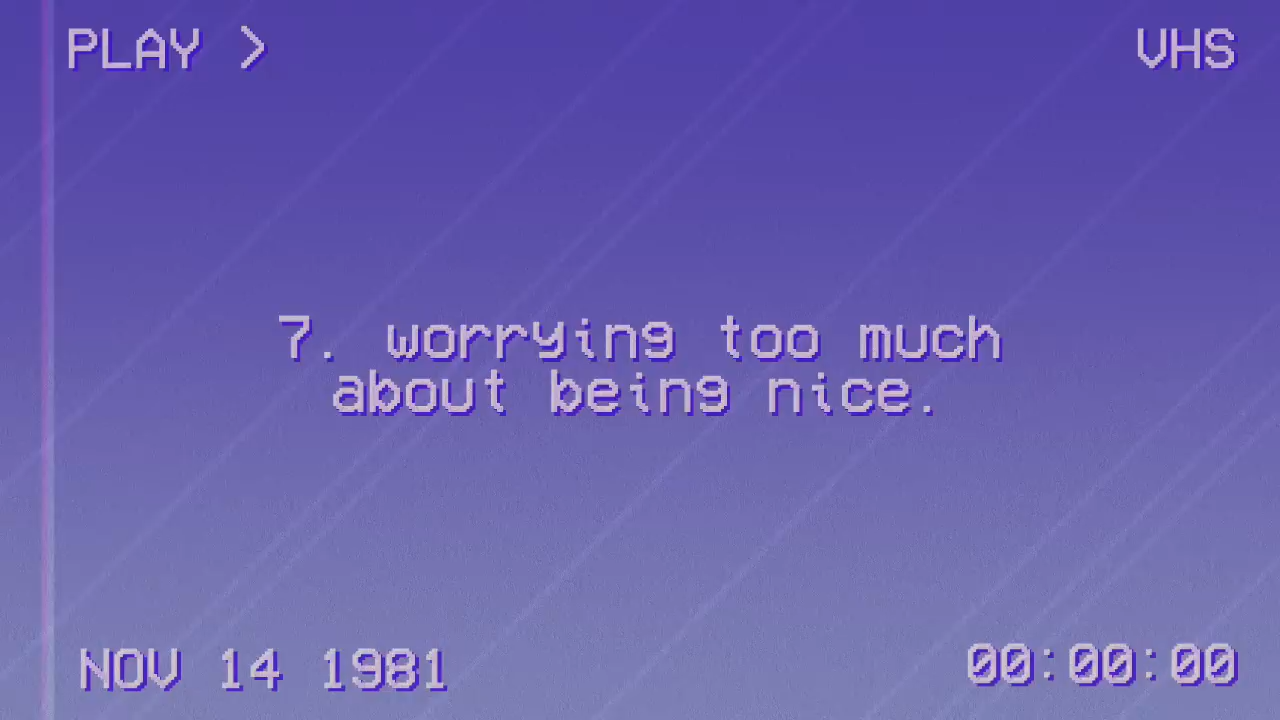 PLAY >
VHS
7. worrying too much
about being nice.
NOV 14 1981
00:00:00